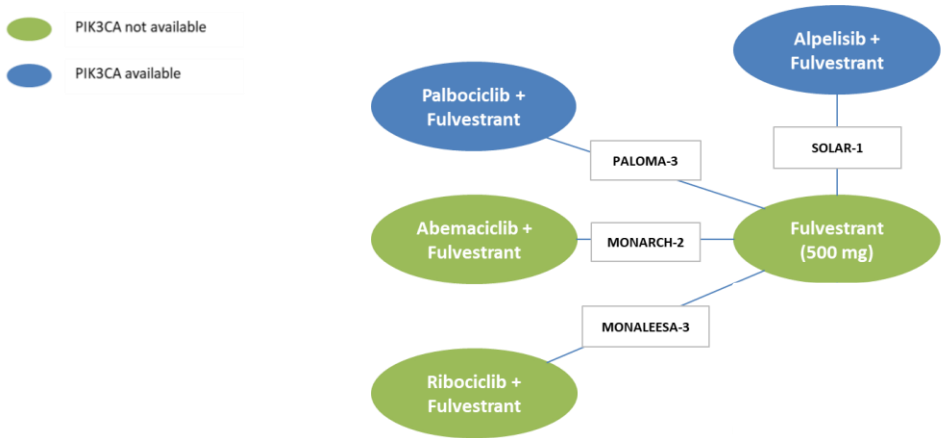 PIK3CA not available
PIK3CA available
Alpelisib +
Fulvestrant
Palbociclib +
Fulvestrant
SOLAR-1
PALOMA-3
Abemaciclib +
Fulvestrant
MONARCH-2
Fulvestrant
(500 mg)
MONALEESA-3
Ribociclib +
Fulvestrant